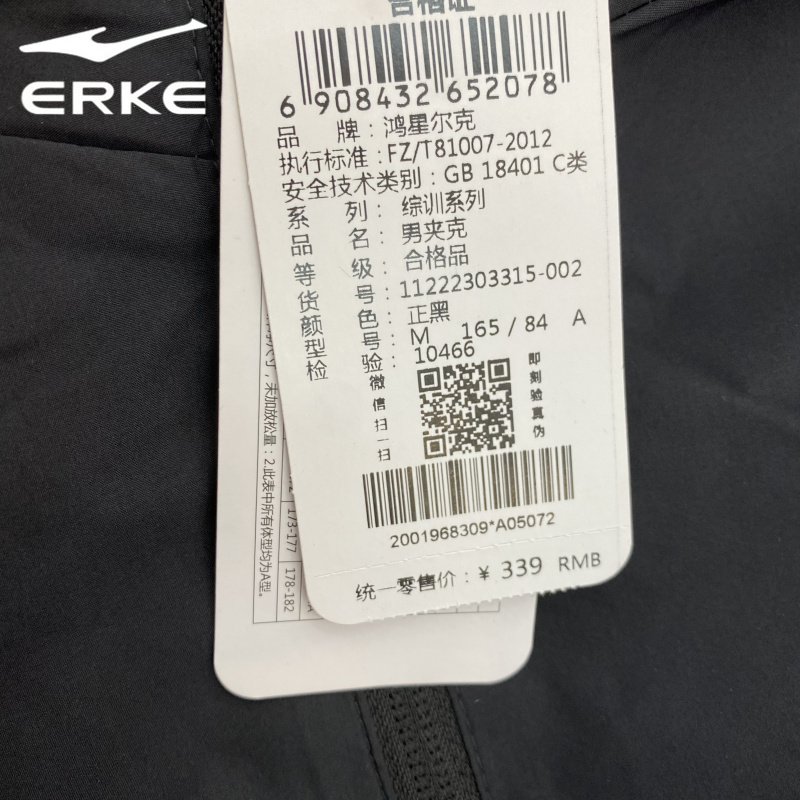 ERKE
合格证
6 908432 652078
品 牌：鸿星尔克
执行标准：FZ/T81007-2012
安全技术类别：GB 18401 C类
系 列：综训系列
品 名：男夹克
等 级：合格品
货 号：11222303315-002
颜 色：正黑
型 号：M 165 / 84 A
检 验：10466
微信扫一扫
即刻验真伪
2001968309*A05072
统一零售价：¥ 339 RMB
未加放松量；2.此表中所有体型均为A型。
173-177
178-182